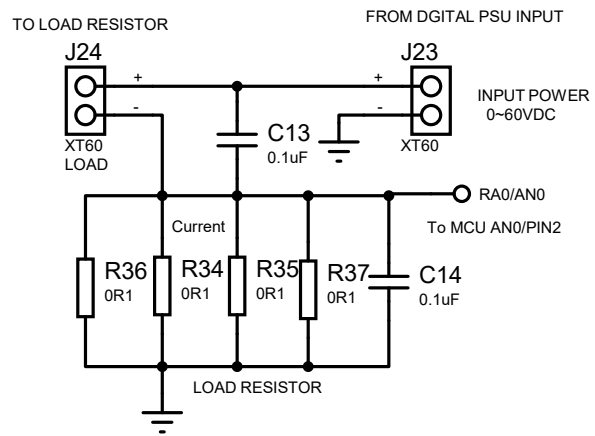 TO LOAD RESISTOR
FROM DGITAL PSU INPUT
J24
J23
+
+
-
-
INPUT POWER
0~60VDC
C13
0.1uF
XT60
LOAD
XT60
RA0/AN0
Current
To MCU AN0/PIN2
R36
0R1
R34
0R1
R35
0R1
R37
0R1
C14
0.1uF
LOAD RESISTOR